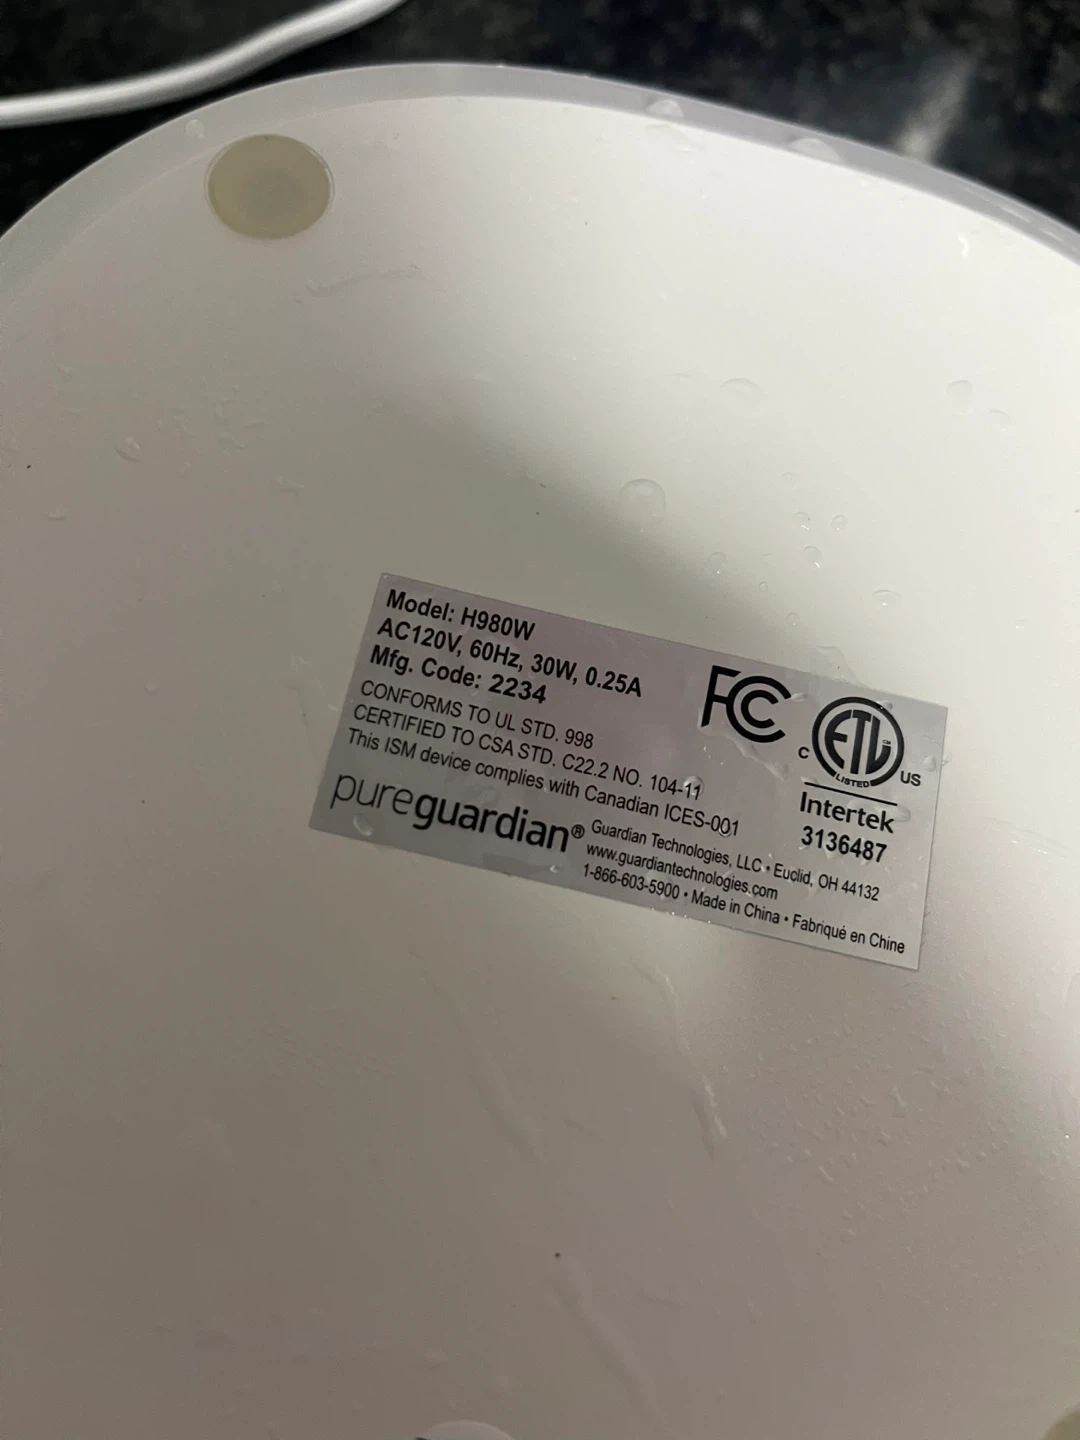 Model: H980W
AC120V, 60Hz, 30W, 0.25A
Mfg. Code: 2234
CONFORMS TO UL STD. 998
CERTIFIED TO CSA STD. C22.2 NO. 104-11
This ISM device complies with Canadian ICES-001
FCC
C ETL CM US
LISTED
Intertek
3136487
pureguardian®
Guardian Technologies, LLC • Euclid, OH 44132
www.guardiantechnologies.com
1-866-603-5900 • Made in China • Fabriqué en Chine